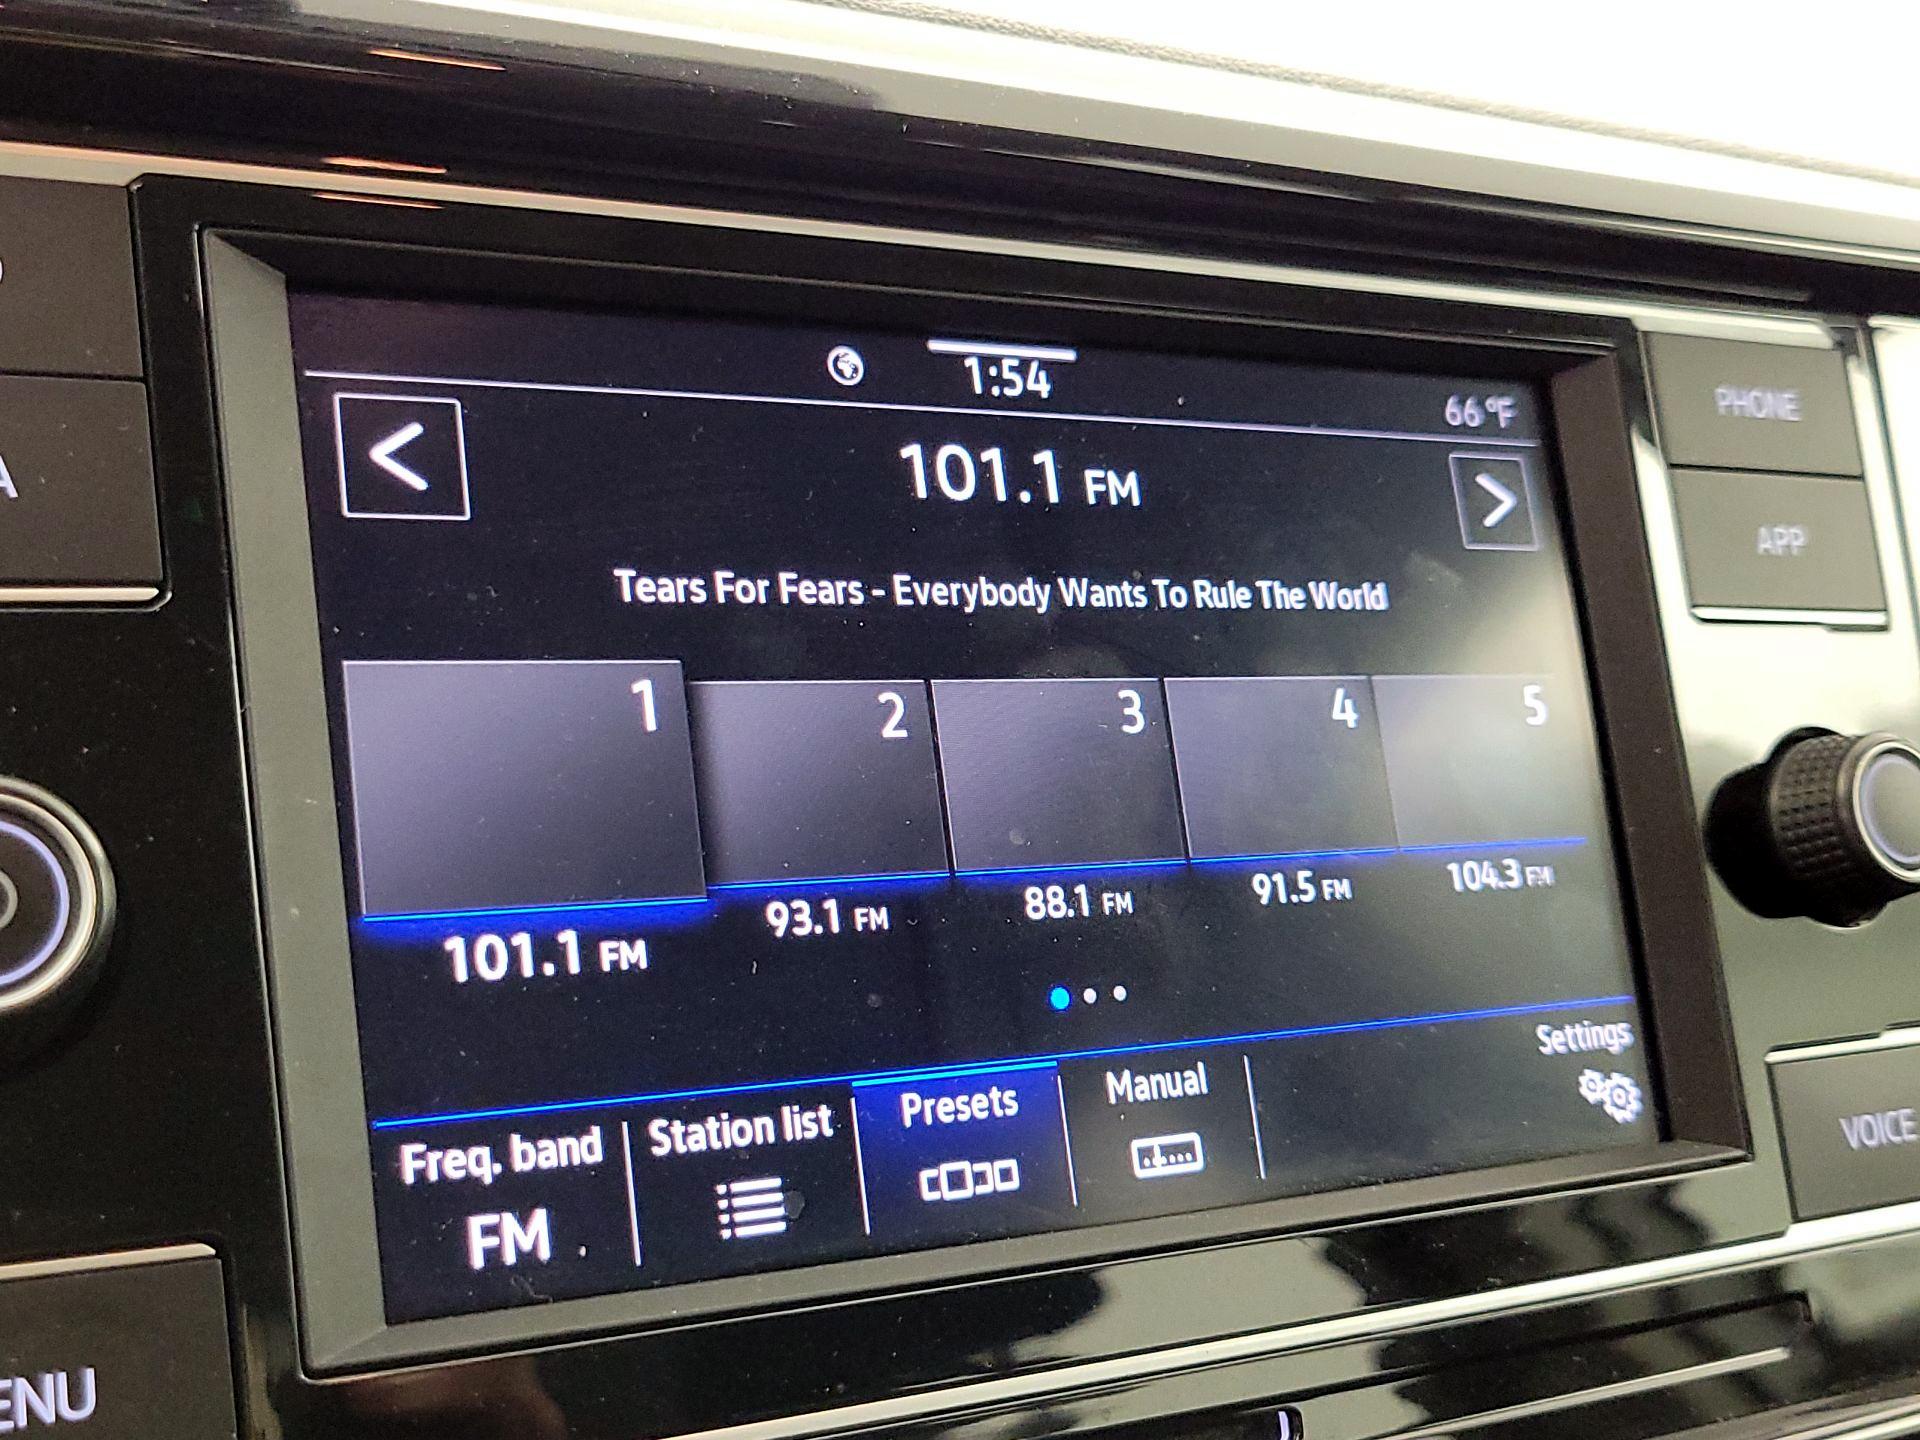 1:54
66 °F
<
101.1 FM
>
Tears For Fears - Everybody Wants To Rule The World
1 2 3 4 5
101.1 FM 93.1 FM 88.1 FM 91.5 FM 104.3 FM
Freq. band Station list Presets Manual Settings
FM
PHONE
APP
VOICE